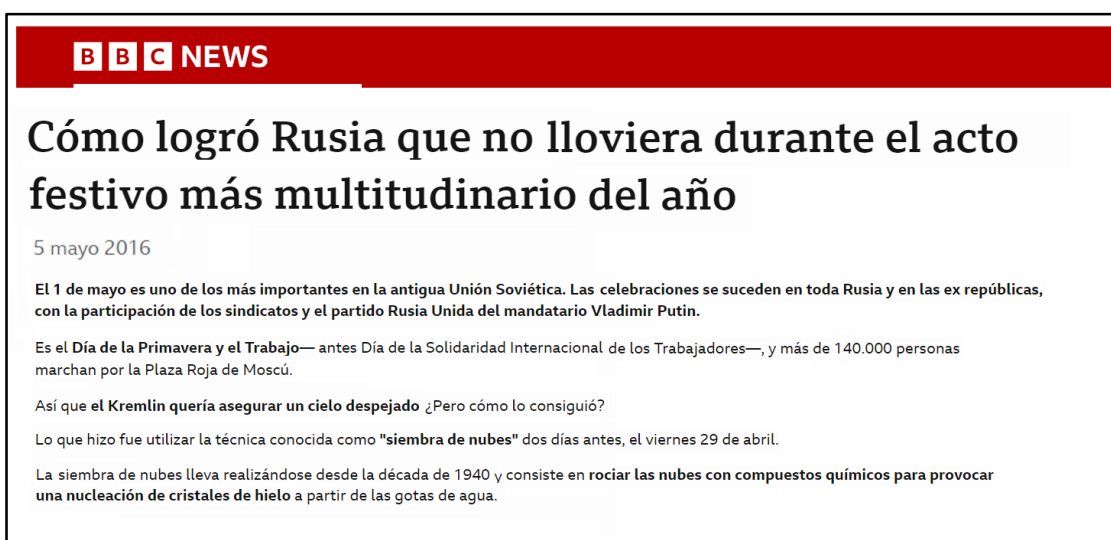 BBC NEWS
Cómo logró Rusia que no lloviera durante el acto
festivo más multitudinario del año
5 mayo 2016
El 1 de mayo es uno de los más importantes en la antigua Unión Soviética. Las celebraciones se suceden en toda Rusia y en las ex repúblicas,
con la participación de los sindicatos y el partido Rusia Unida del mandatario Vladimir Putin.
Es el Día de la Primavera y el Trabajo— antes Día de la Solidaridad Internacional de los Trabajadores—, y más de 140.000 personas
marchan por la Plaza Roja de Moscú.
Así que el Kremlin quería asegurar un cielo despejado ¿Pero cómo lo consiguió?
Lo que hizo fue utilizar la técnica conocida como "siembra de nubes" dos días antes, el viernes 29 de abril.
La siembra de nubes lleva realizándose desde la década de 1940 y consiste en rociar las nubes con compuestos químicos para provocar
una nucleación de cristales de hielo a partir de las gotas de agua.